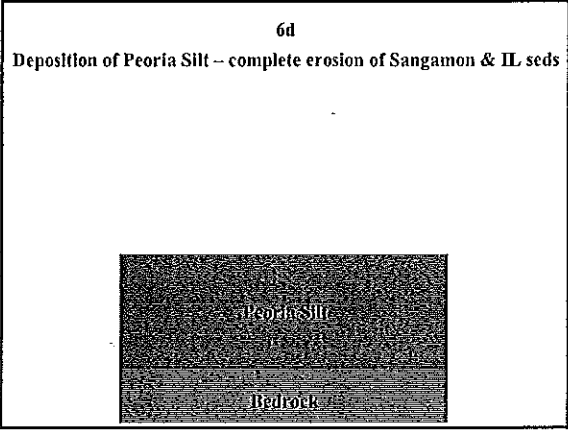 6d
Deposition of Peoria Silt – complete erosion of Sangamon & IL seds
Peoria Silt
Bedrock